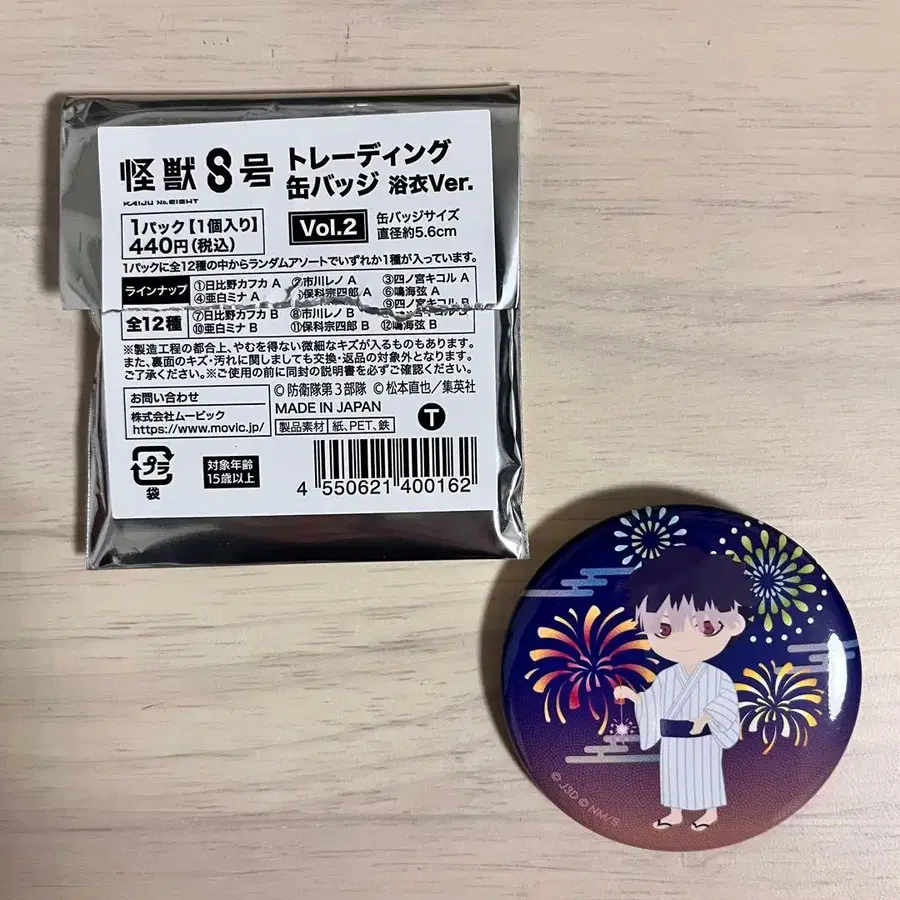 怪獣8号
KAIJU No.EIGHT
トレーディング
缶バッジ 浴衣Ver.
1パック【1個入り】
440円(税込)
Vol.2
缶バッジサイズ
直径約5.6cm
1パックに全12種の中からランダムアソートでいずれか1種が入っています。
ラインナップ
①日比野カフカ A ②市川レノ A ③四ノ宮キコル A
④亜白ミナ A 保科宗四郎 A ⑥鳴海弦 A
全12種
⑦日比野カフカ B ⑧市川レノ B ⑨四ノ宮キコル B
⑩亜白ミナ B ⑪保科宗四郎 B ⑫鳴海弦 B
※製造工程の都合上、やむを得ない微細なキズが入るものもあります。
また、裏面のキズ・汚れに関しましても交換・返品の対象外となります。
ご了承ください。※ご使用の前に同封の説明書を必ずご確認ください。
お問い合わせ
株式会社ムービック
https://www.movic.jp/
© 防衛隊第3部隊 © 松本直也/集英社
MADE IN JAPAN
製品素材 紙、PET、鉄
T
プラ
袋
対象年齢
15歳以上
4 550621 400162
© J3D © NM/S